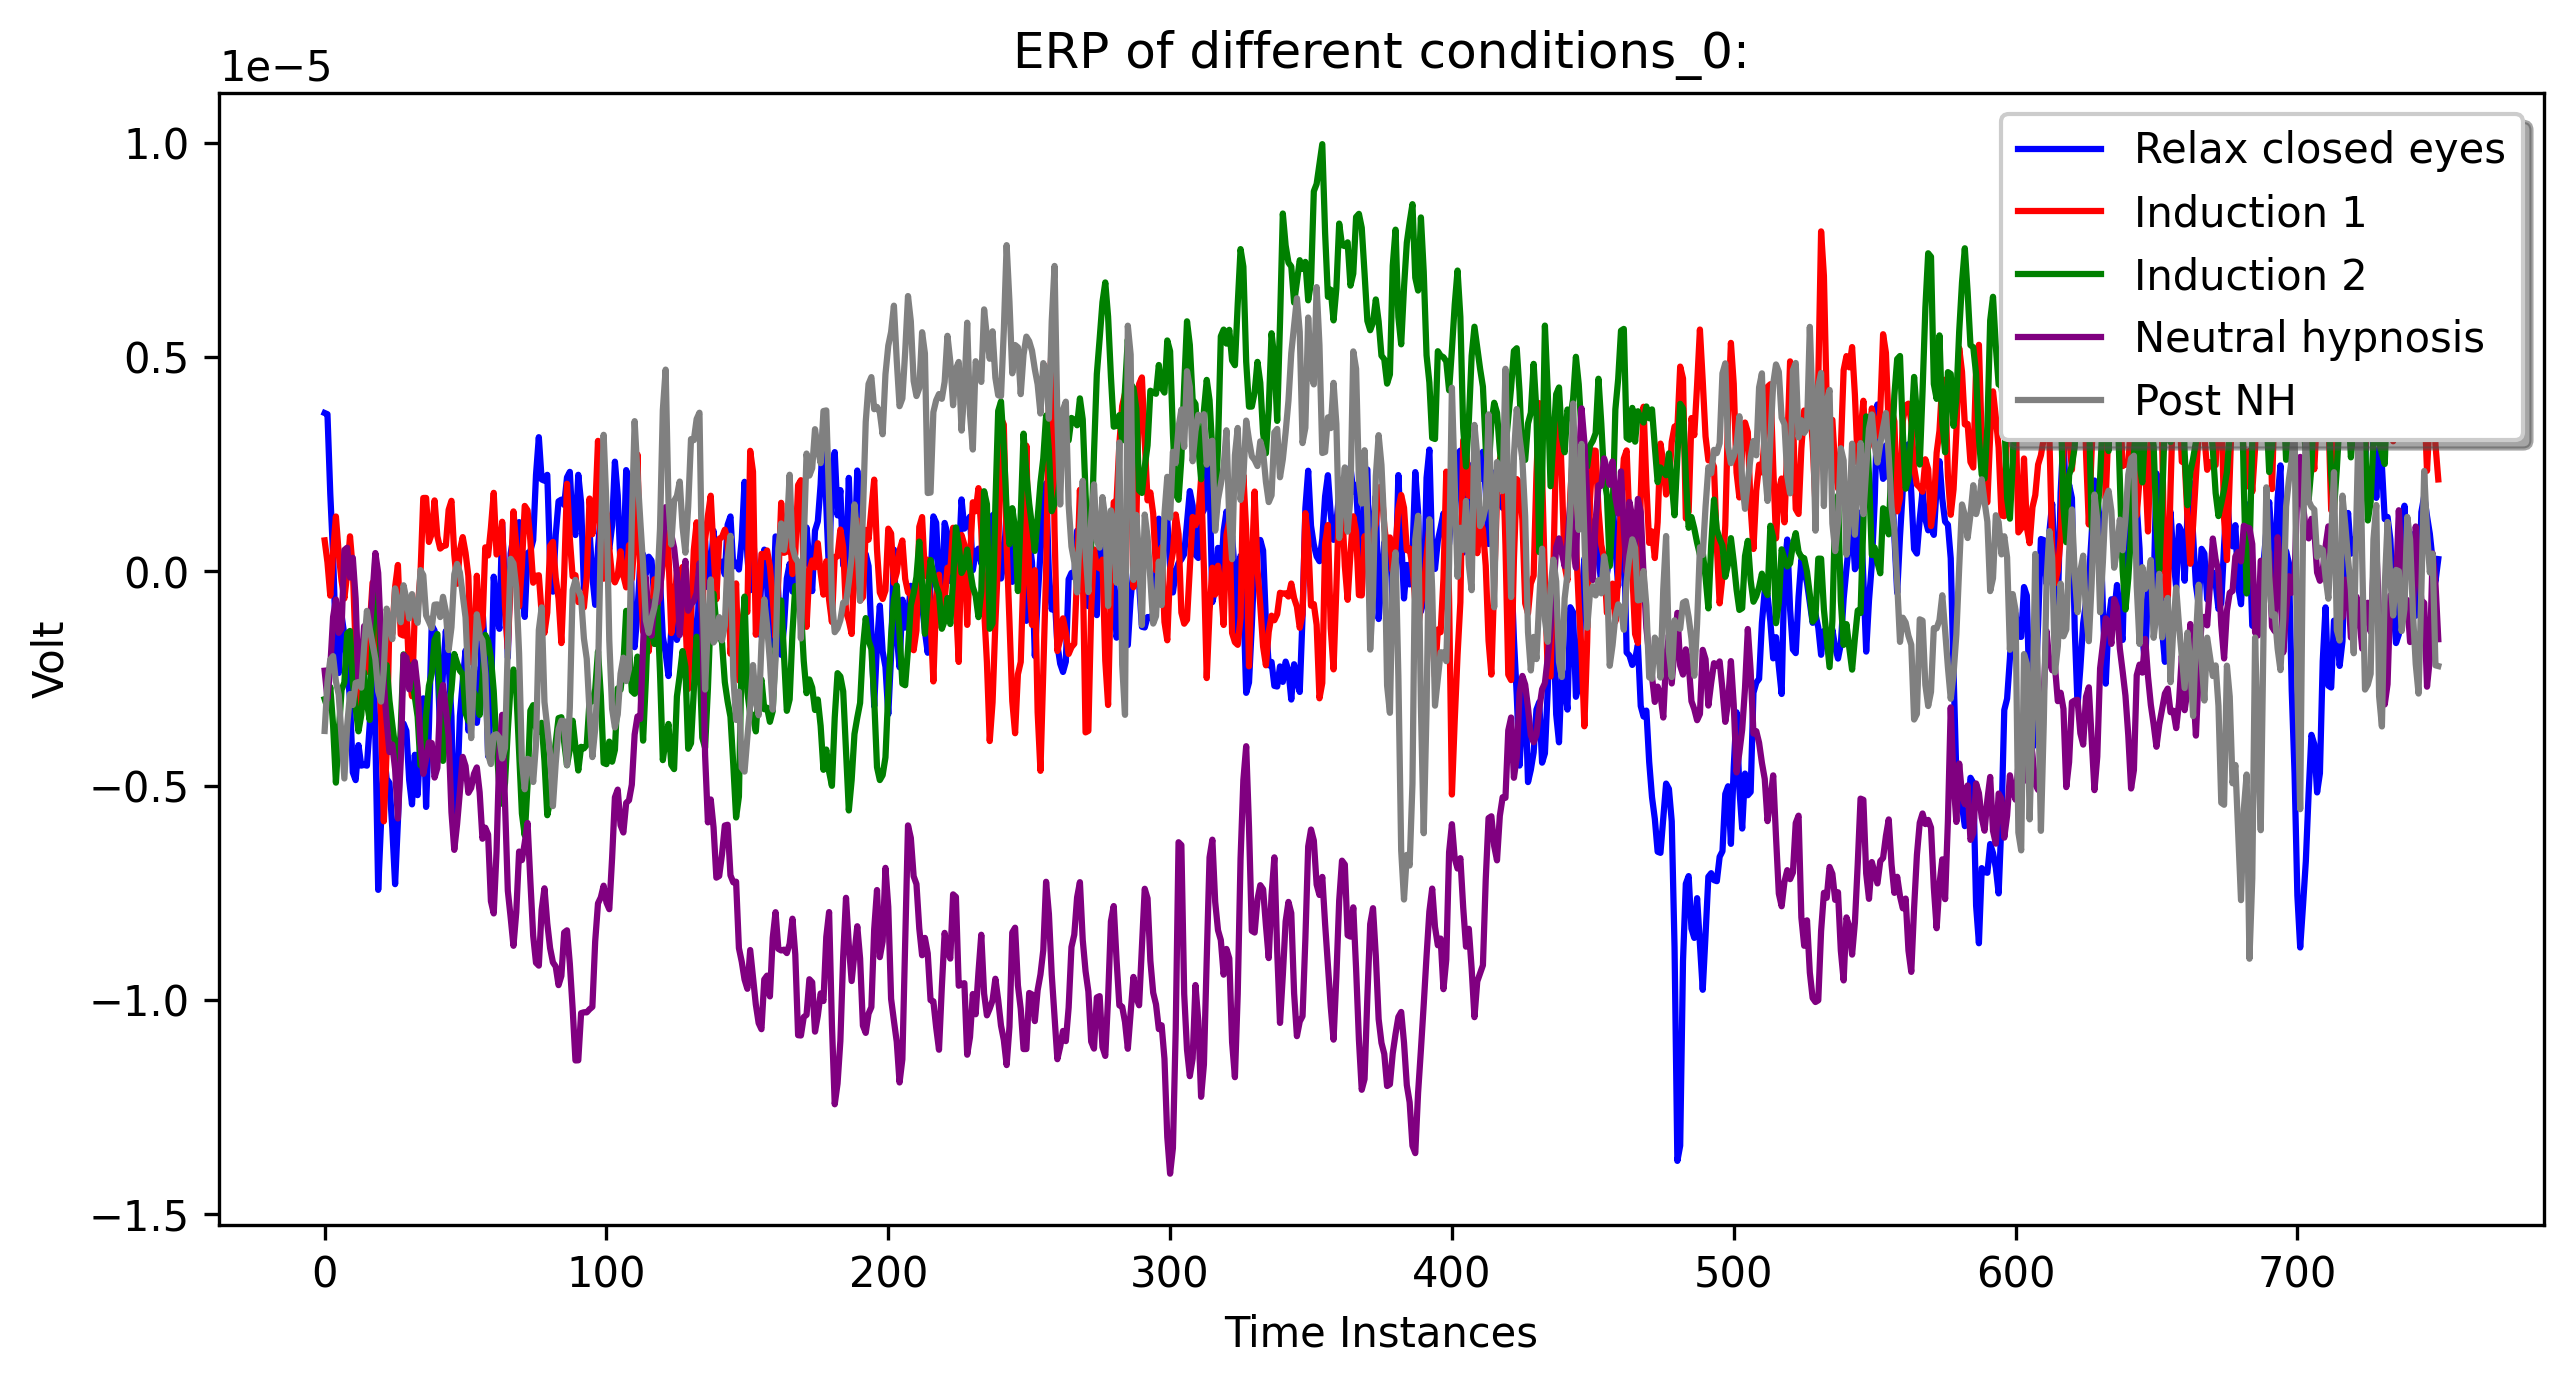 ERP of different conditions_0:
1e−5
1.0
0.5
0.0
−0.5
−1.0
−1.5
Volt
Relax closed eyes
Induction 1
Induction 2
Neutral hypnosis
Post NH
0 100 200 300 400 500 600 700
Time Instances